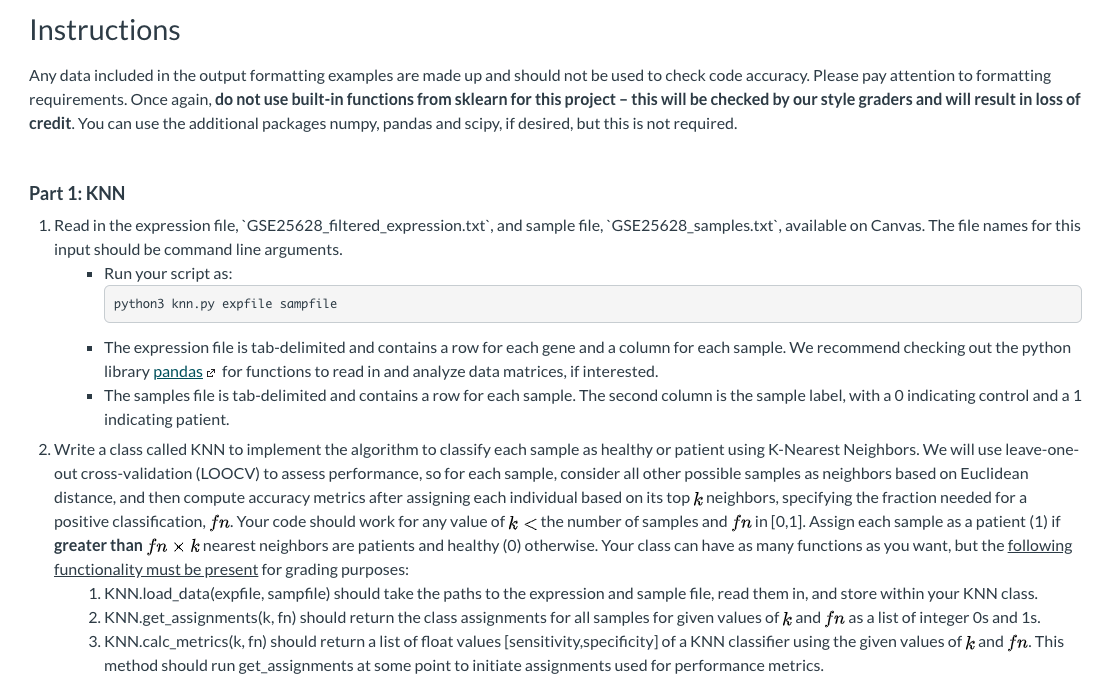 Instructions
Any data included in the output formatting examples are made up and should not be used to check code accuracy. Please pay attention to formatting
requirements. Once again, do not use built-in functions from sklearn for this project – this will be checked by our style graders and will result in loss of
credit. You can use the additional packages numpy, pandas and scipy, if desired, but this is not required.
Part 1: KNN
1. Read in the expression file, `GSE25628_filtered_expression.txt`, and sample file, `GSE25628_samples.txt`, available on Canvas. The file names for this
input should be command line arguments.
▪ Run your script as:
python3 knn.py expfile sampfile
▪ The expression file is tab-delimited and contains a row for each gene and a column for each sample. We recommend checking out the python
library pandas for functions to read in and analyze data matrices, if interested.
▪ The samples file is tab-delimited and contains a row for each sample. The second column is the sample label, with a 0 indicating control and a 1
indicating patient.
2. Write a class called KNN to implement the algorithm to classify each sample as healthy or patient using K-Nearest Neighbors. We will use leave-one-
out cross-validation (LOOCV) to assess performance, so for each sample, consider all other possible samples as neighbors based on Euclidean
distance, and then compute accuracy metrics after assigning each individual based on its top k neighbors, specifying the fraction needed for a
positive classification, fn. Your code should work for any value of k < the number of samples and fn in [0,1]. Assign each sample as a patient (1) if
greater than fn × k nearest neighbors are patients and healthy (0) otherwise. Your class can have as many functions as you want, but the following
functionality must be present for grading purposes:
1. KNN.load_data(expfile, sampfile) should take the paths to the expression and sample file, read them in, and store within your KNN class.
2. KNN.get_assignments(k, fn) should return the class assignments for all samples for given values of k and fn as a list of integer 0s and 1s.
3. KNN.calc_metrics(k, fn) should return a list of float values [sensitivity,specificity] of a KNN classifier using the given values of k and fn. This
method should run get_assignments at some point to initiate assignments used for performance metrics.